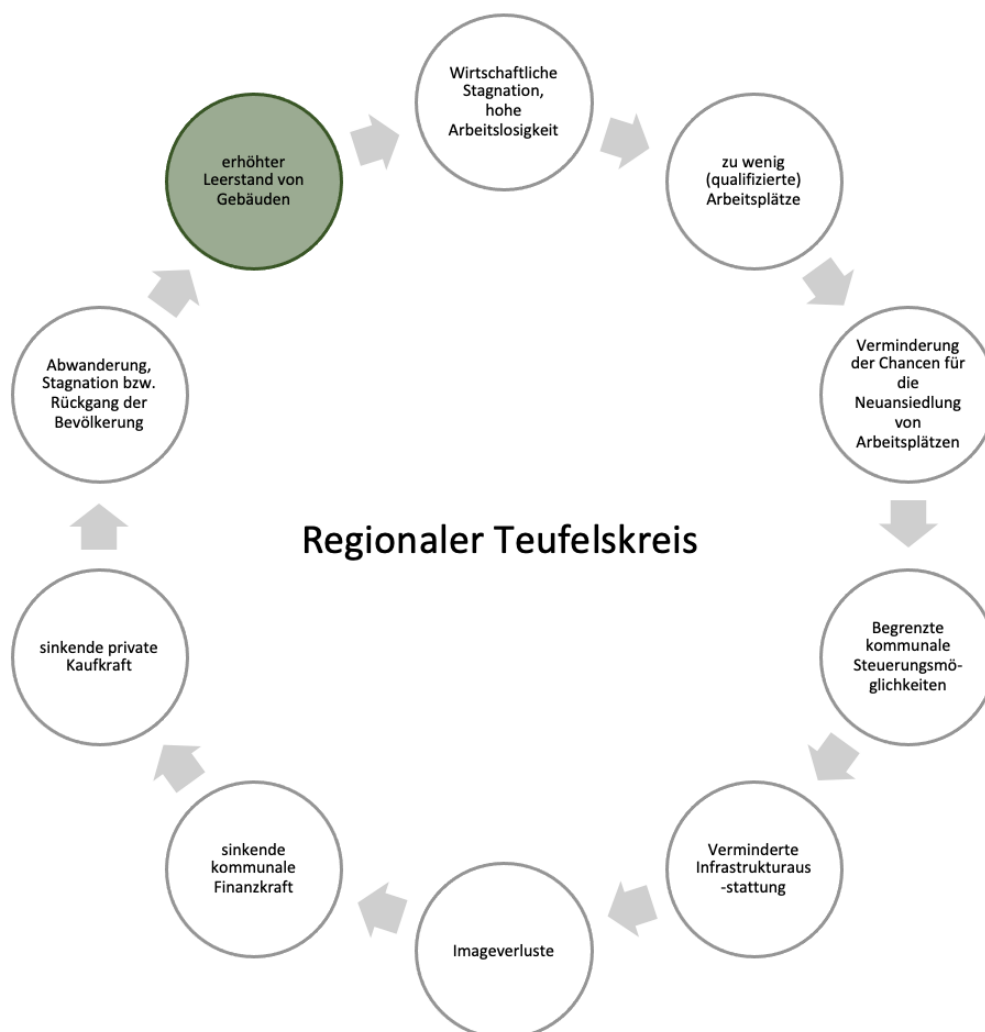 Wirtschaftliche
Stagnation,
hohe
Arbeitslosigkeit
zu wenig
(qualifizierte)
Arbeitsplätze
Verminderung
der Chancen für
die
Neuansiedlung
von
Arbeitsplätzen
Begrenzte
kommunale
Steuerungsmö-
glichkeiten
Verminderte
Infrastrukturaus
-stattung
Imageverluste
sinkende
kommunale
Finanzkraft
sinkende private
Kaufkraft
Abwanderung,
Stagnation bzw.
Rückgang der
Bevölkerung
erhöhter
Leerstand von
Gebäuden
Regionaler Teufelskreis